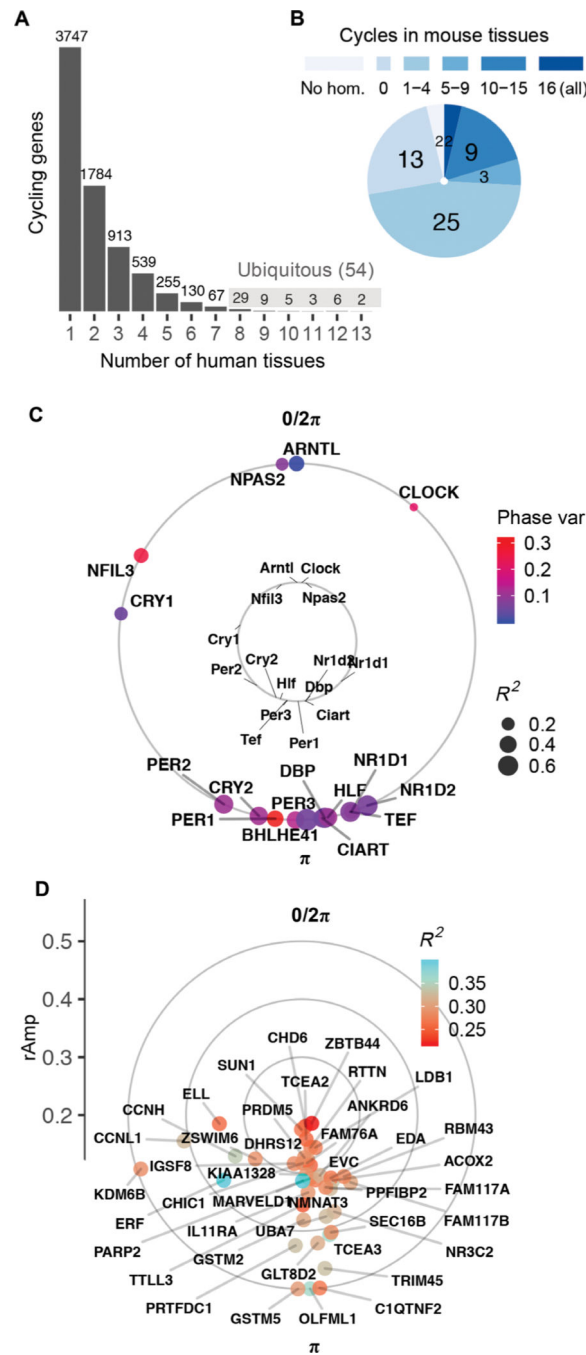 A
3747
1784
913
539
255
130
67
29
9
5
3
6
2
Ubiquitous (54)
Cycling genes
1 2 3 4 5 6 7 8 9 10 11 12 13
Number of human tissues
B
Cycles in mouse tissues
No hom. 0 1–4 5–9 10–15 16 (all)
2 2
13 9
3
25
C
0/2π
ARNTL
NPAS2
CLOCK
NFIL3
CRY1
Arntl Clock
Nfil3 Npas2
Cry1
Cry2 Nr1d2 Nr1d1
Per2
Hlf Dbp
Per3 Ciart
Tef Per1
PER2 DBP NR1D1
CRY2 PER3 HLF NR1D2
PER1 TEF
BHLHE41 CIART
π
Phase var
0.3
0.2
0.1
R²
0.2
0.4
0.6
D
0/2π
rAmp
0.5
0.4
0.3
0.2
R²
0.35
0.30
0.25
CHD6 ZBTB44
SUN1 RTTN
TCEA2 LDB1
ELL
CCNH PRDM5 ANKRD6
RBM43
CCNL1 ZSWIM6 DHRS12 FAM76A EDA
IGSF8 EVC ACOX2
KIAA1328
KDM6B FAM117A
CHIC1 MARVELD1 NMNAT3 PPFIBP2
ERF FAM117B
IL11RA UBA7 SEC16B
PARP2 GSTM2 NR3C2
TCEA3
TTLL3 GLT8D2 TRIM45
PRTFDC1
GSTM5 OLFML1 C1QTNF2
π